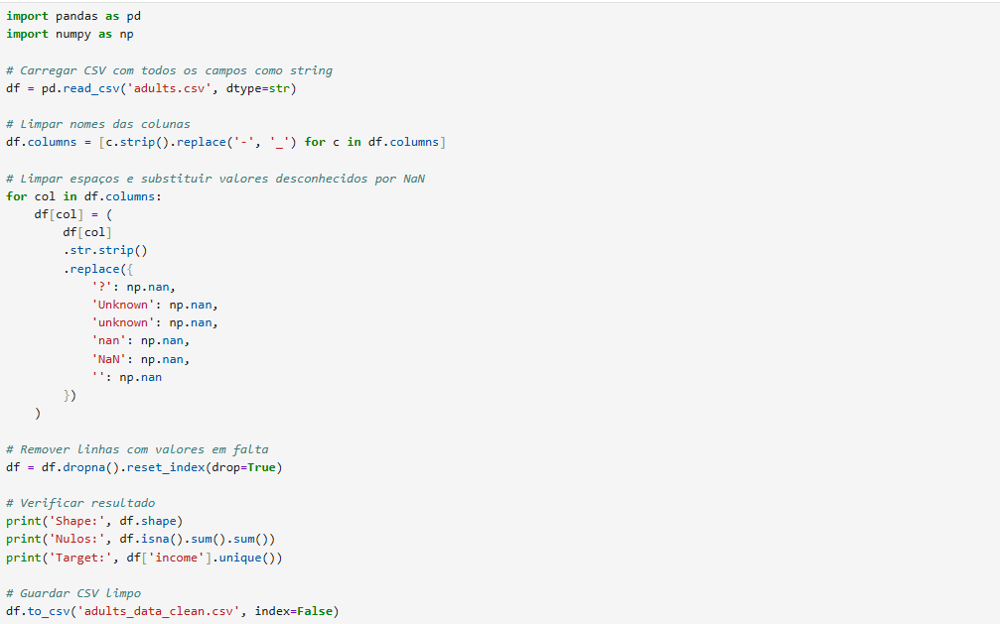 import pandas as pd
import numpy as np
# Carregar CSV com todos os campos como string
df = pd.read_csv('adults.csv', dtype=str)
# Limpar nomes das colunas
df.columns = [c.strip().replace('-', '_') for c in df.columns]
# Limpar espaços e substituir valores desconhecidos por NaN
for col in df.columns:
    df[col] = (
        df[col]
        .str.strip()
        .replace({
            '?': np.nan,
            'Unknown': np.nan,
            'unknown': np.nan,
            'nan': np.nan,
            'NaN': np.nan,
            '': np.nan
        })
    )
# Remover linhas com valores em falta
df = df.dropna().reset_index(drop=True)
# Verificar resultado
print('Shape:', df.shape)
print('Nulos:', df.isna().sum().sum())
print('Target:', df['income'].unique())
# Guardar CSV limpo
df.to_csv('adults_data_clean.csv', index=False)